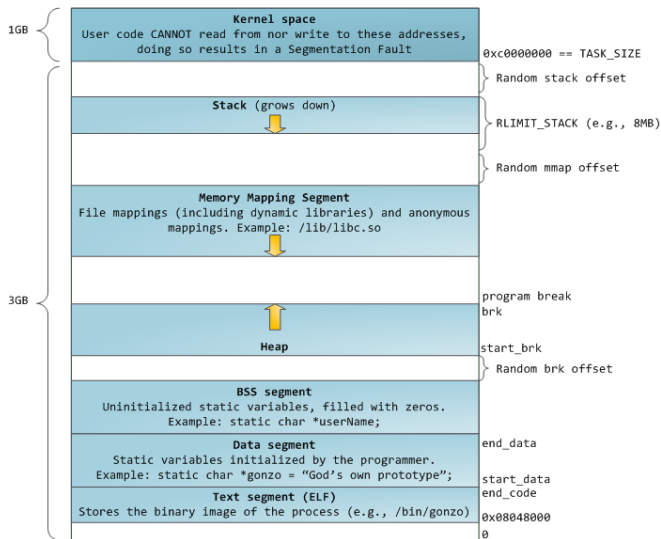 Kernel space
1GB
User code CANNOT read from nor write to these addresses,
doing so results in a Segmentation Fault
0xc0000000 == TASK_SIZE
Random stack offset
Stack (grows down)
RLIMIT_STACK (e.g., 8MB)
Random mmap offset
Memory Mapping Segment
File mappings (including dynamic libraries) and anonymous
mappings. Example: /lib/libc.so
3GB
program break
brk
Heap
start_brk
Random brk offset
BSS segment
Uninitialized static variables, filled with zeros.
Example: static char *userName;
Data segment
end_data
Static variables initialized by the programmer.
Example: static char *gonzo = “God’s own prototype”;
start_data
Text segment (ELF)
end_code
Stores the binary image of the process (e.g., /bin/gonzo)
0x08048000
0